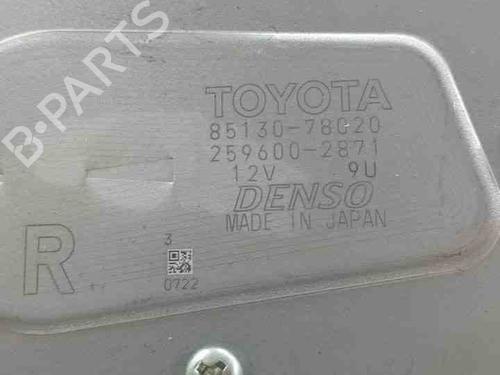 TOYOTA
85130-78020
259600-2871
12V 9U
DENSO
MADE IN JAPAN
R
3
0722
B-PARTS